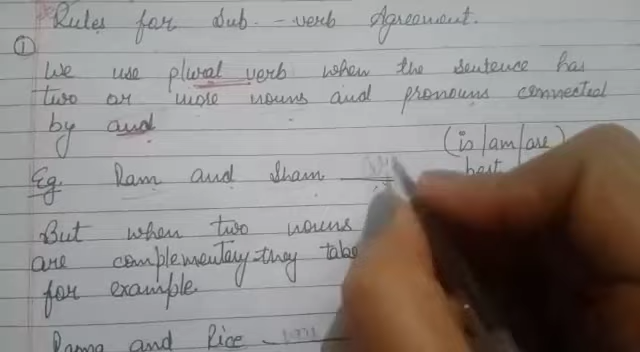 Rules for Sub. - verb Agreement.
① We use plural verb when the sentence has
two or more nouns and pronouns connected
by and
(is/am/are)
Eg. Ram and Sham best
But when two nouns
are complementary they take
for example
and Rice